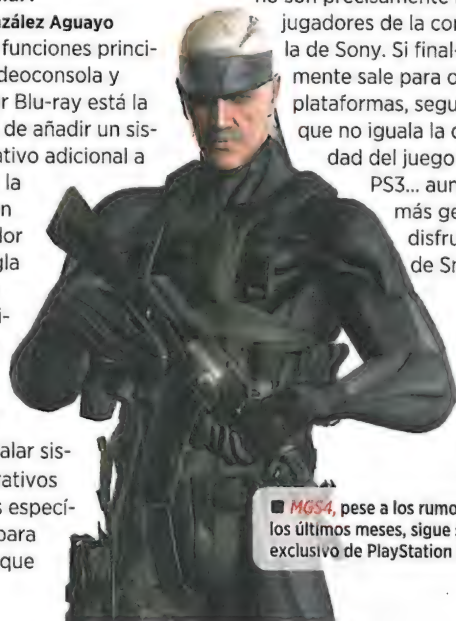 zález Aguayo
funciones princi-
deoconsola y
r Blu-ray está la
de añadir un sis-
ativo adicional a
la
n
dor
gla
i-
alar sis-
rativos
s especí-
para
que
jugadores de la con
la de Sony. Si final-
mente sale para o
plataformas, segu
que no iguala la c
dad del juego
PS3... aun
más ge
disfru
de Sn
■ MGS4, pese a los rumo
los últimos meses, sigue s
exclusivo de PlayStation